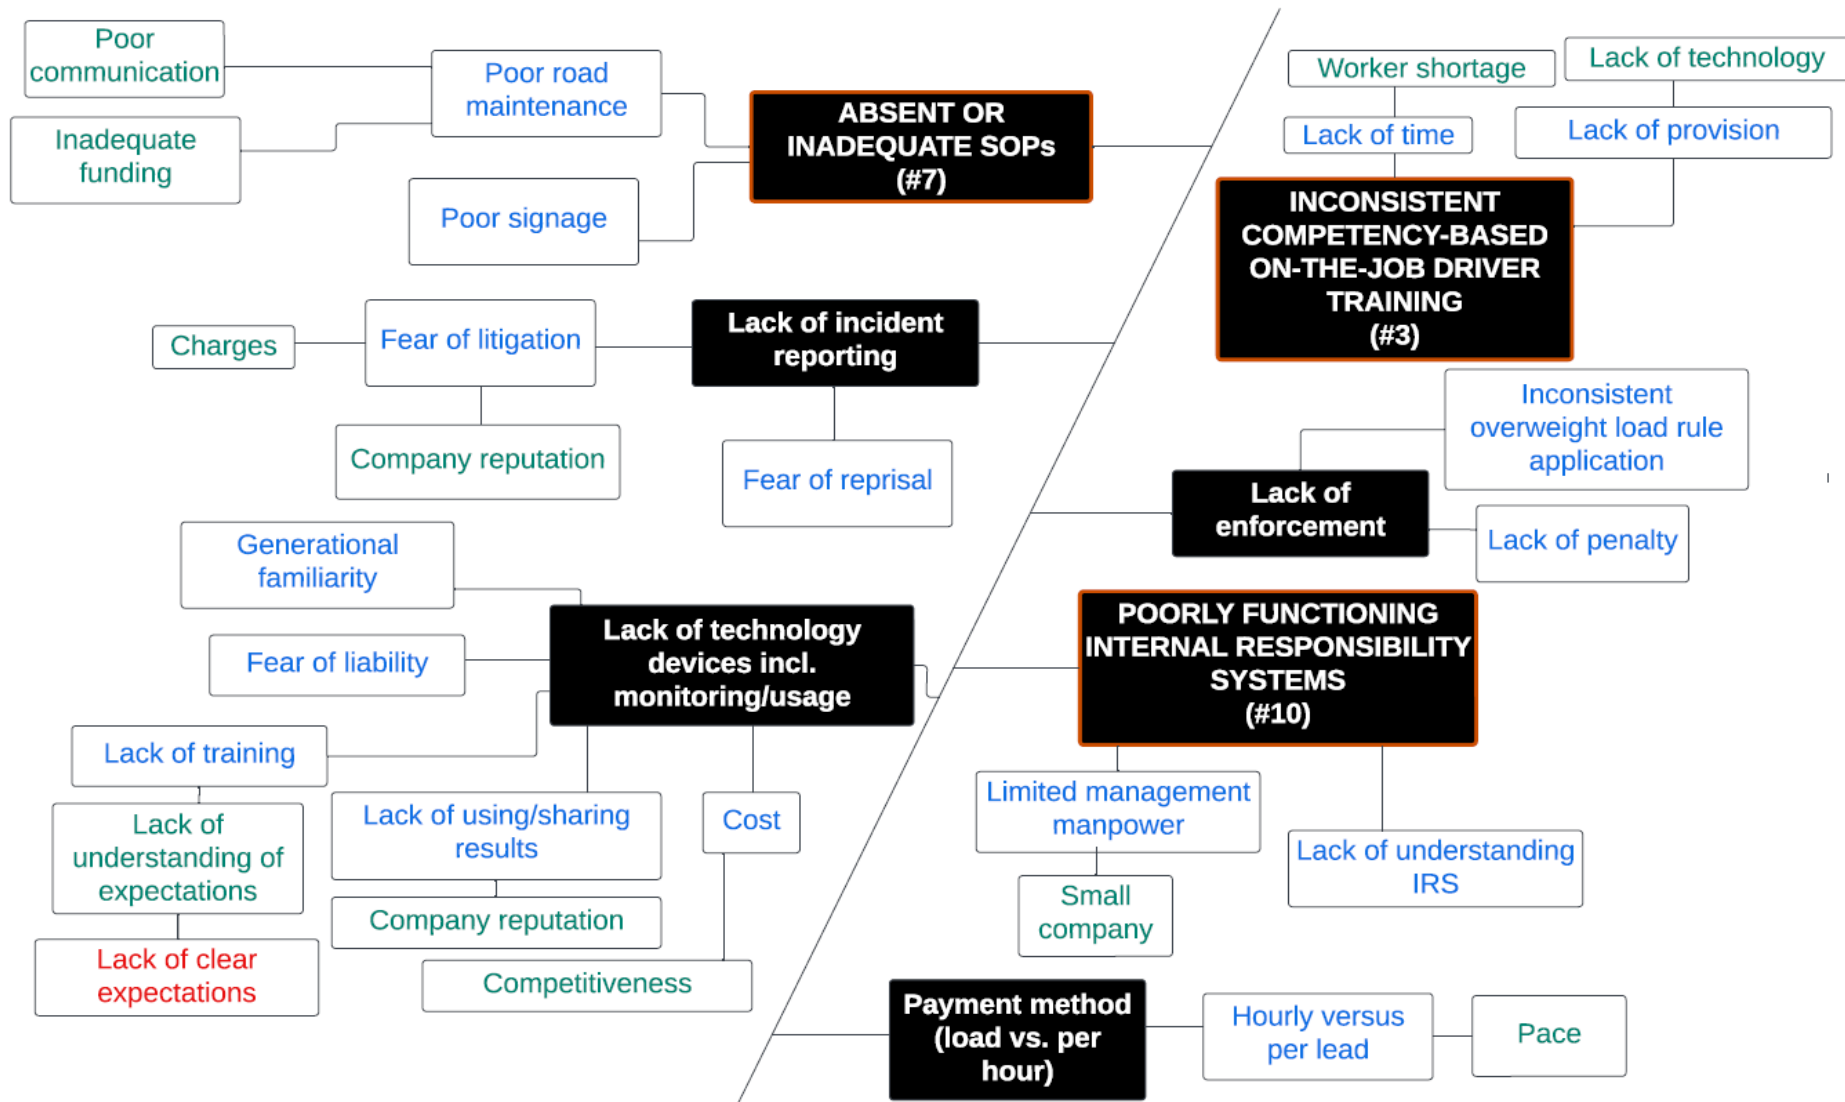 Poor
communication
Inadequate
funding
Poor road
maintenance
Poor signage
ABSENT OR
INADEQUATE SOPs
(#7)
Charges
Fear of litigation
Company reputation
Lack of incident
reporting
Fear of reprisal
Generational
familiarity
Fear of liability
Lack of training
Lack of
understanding of
expectations
Lack of clear
expectations
Lack of technology
devices incl.
monitoring/usage
Lack of using/sharing
results
Company reputation
Cost
Competitiveness
Worker shortage
Lack of technology
Lack of time
Lack of provision
INCONSISTENT
COMPETENCY-BASED
ON-THE-JOB DRIVER
TRAINING
(#3)
Inconsistent
overweight load rule
application
Lack of
enforcement
Lack of penalty
POORLY FUNCTIONING
INTERNAL RESPONSIBILITY
SYSTEMS
(#10)
Limited management
manpower
Small
company
Lack of understanding
IRS
Payment method
(load vs. per
hour)
Hourly versus
per lead
Pace